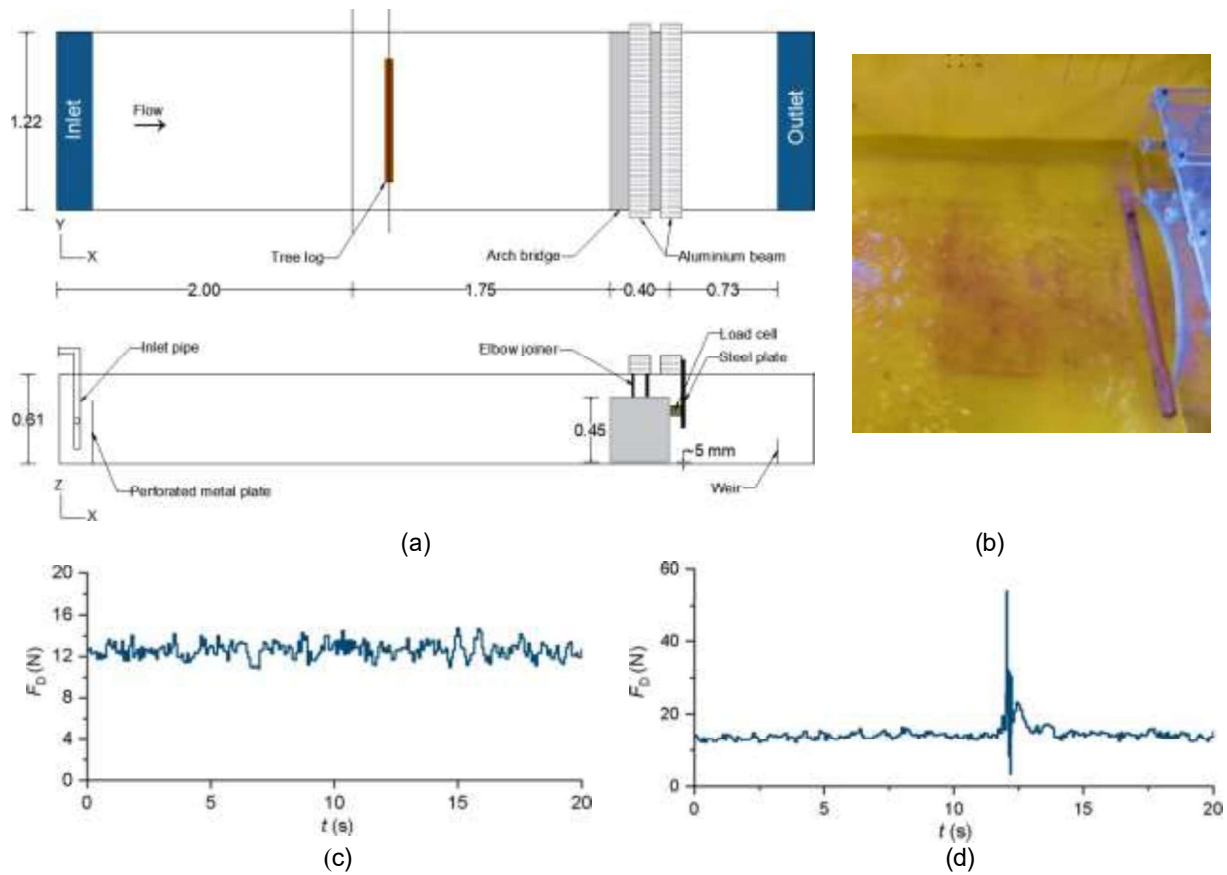 Inlet
Flow
Outlet
1.22
Y
X
Tree log
Arch bridge
Aluminium beam
2.00
1.75
0.40
0.73
Inlet pipe
Elbow joiner
Load cell
Steel plate
0.61
0.45
~5 mm
Perforated metal plate
Weir
Z
X
(a)
(b)
20
16
12
8
4
0
F_D (N)
0 5 10 15 20
t (s)
(c)
60
40
20
0
F_D (N)
0 5 10 15 20
t (s)
(d)